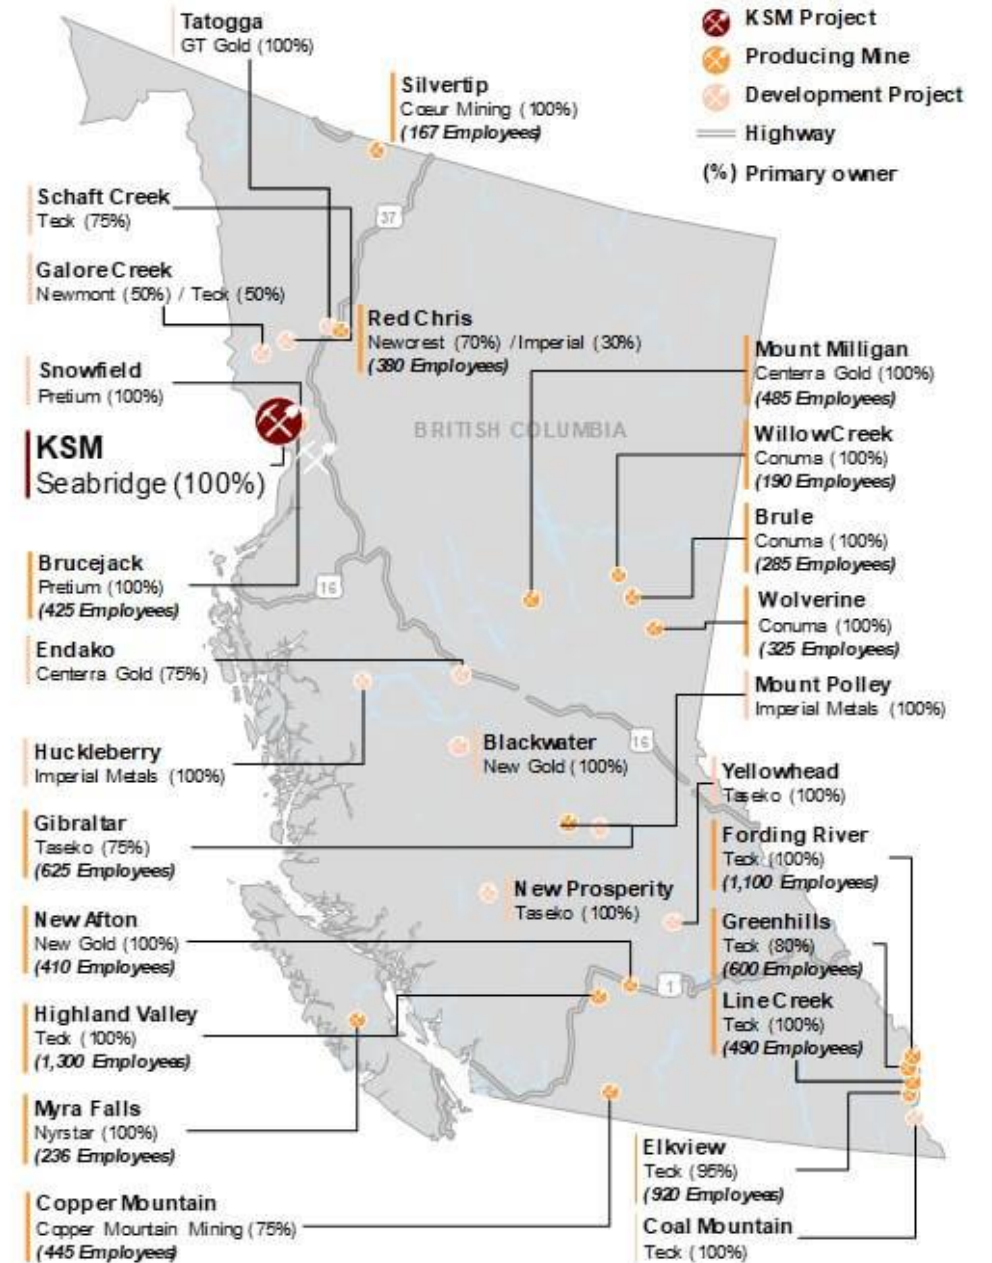 Tatogga
GT Gold (100%)
KSM Project
Producing Mine
Development Project
Highway
(%) Primary owner
Silvertip
Cœur Mining (100%)
(167 Employees)
Schaft Creek
Teck (75%)
37
Galore Creek
Newmont (50%) / Teck (50%)
Red Chris
Newcrest (70%) / Imperial (30%)
(380 Employees)
Snowfield
Pretium (100%)
KSM
Seabridge (100%)
BRITISH COLUMBIA
Mount Milligan
Centerra Gold (100%)
(485 Employees)
Willow Creek
Conuma (100%)
(190 Employees)
Brule
Conuma (100%)
(285 Employees)
Brucejack
Pretium (100%)
(425 Employees)
16
Wolverine
Conuma (100%)
(325 Employees)
Endako
Centerra Gold (75%)
Mount Polley
Imperial Metals (100%)
Huckleberry
Imperial Metals (100%)
Blackwater
New Gold (100%)
16
Yellowhead
Taseko (100%)
Gibraltar
Taseko (75%)
(625 Employees)
Fording River
Teck (100%)
(1,100 Employees)
New Prosperity
Taseko (100%)
New Afton
New Gold (100%)
(410 Employees)
Greenhills
Teck (80%)
(600 Employees)
1
Line Creek
Teck (100%)
(490 Employees)
Highland Valley
Teck (100%)
(1,300 Employees)
Myra Falls
Nyrstar (100%)
(236 Employees)
Elkview
Teck (95%)
(920 Employees)
Copper Mountain
Copper Mountain Mining (75%)
(445 Employees)
Coal Mountain
Teck (100%)